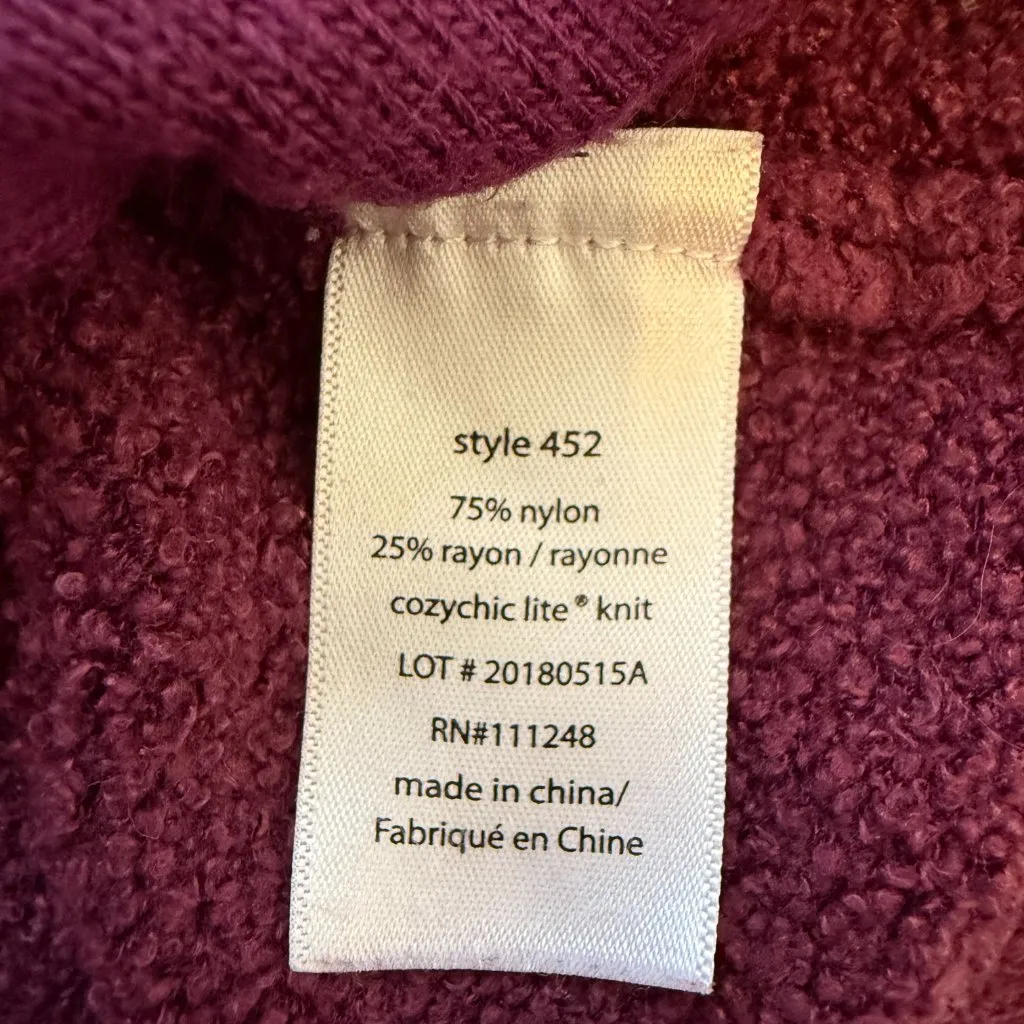 style 452
75% nylon
25% rayon / rayonne
cozychic lite® knit
LOT # 20180515A
RN#111248
made in china/
Fabriqué en Chine